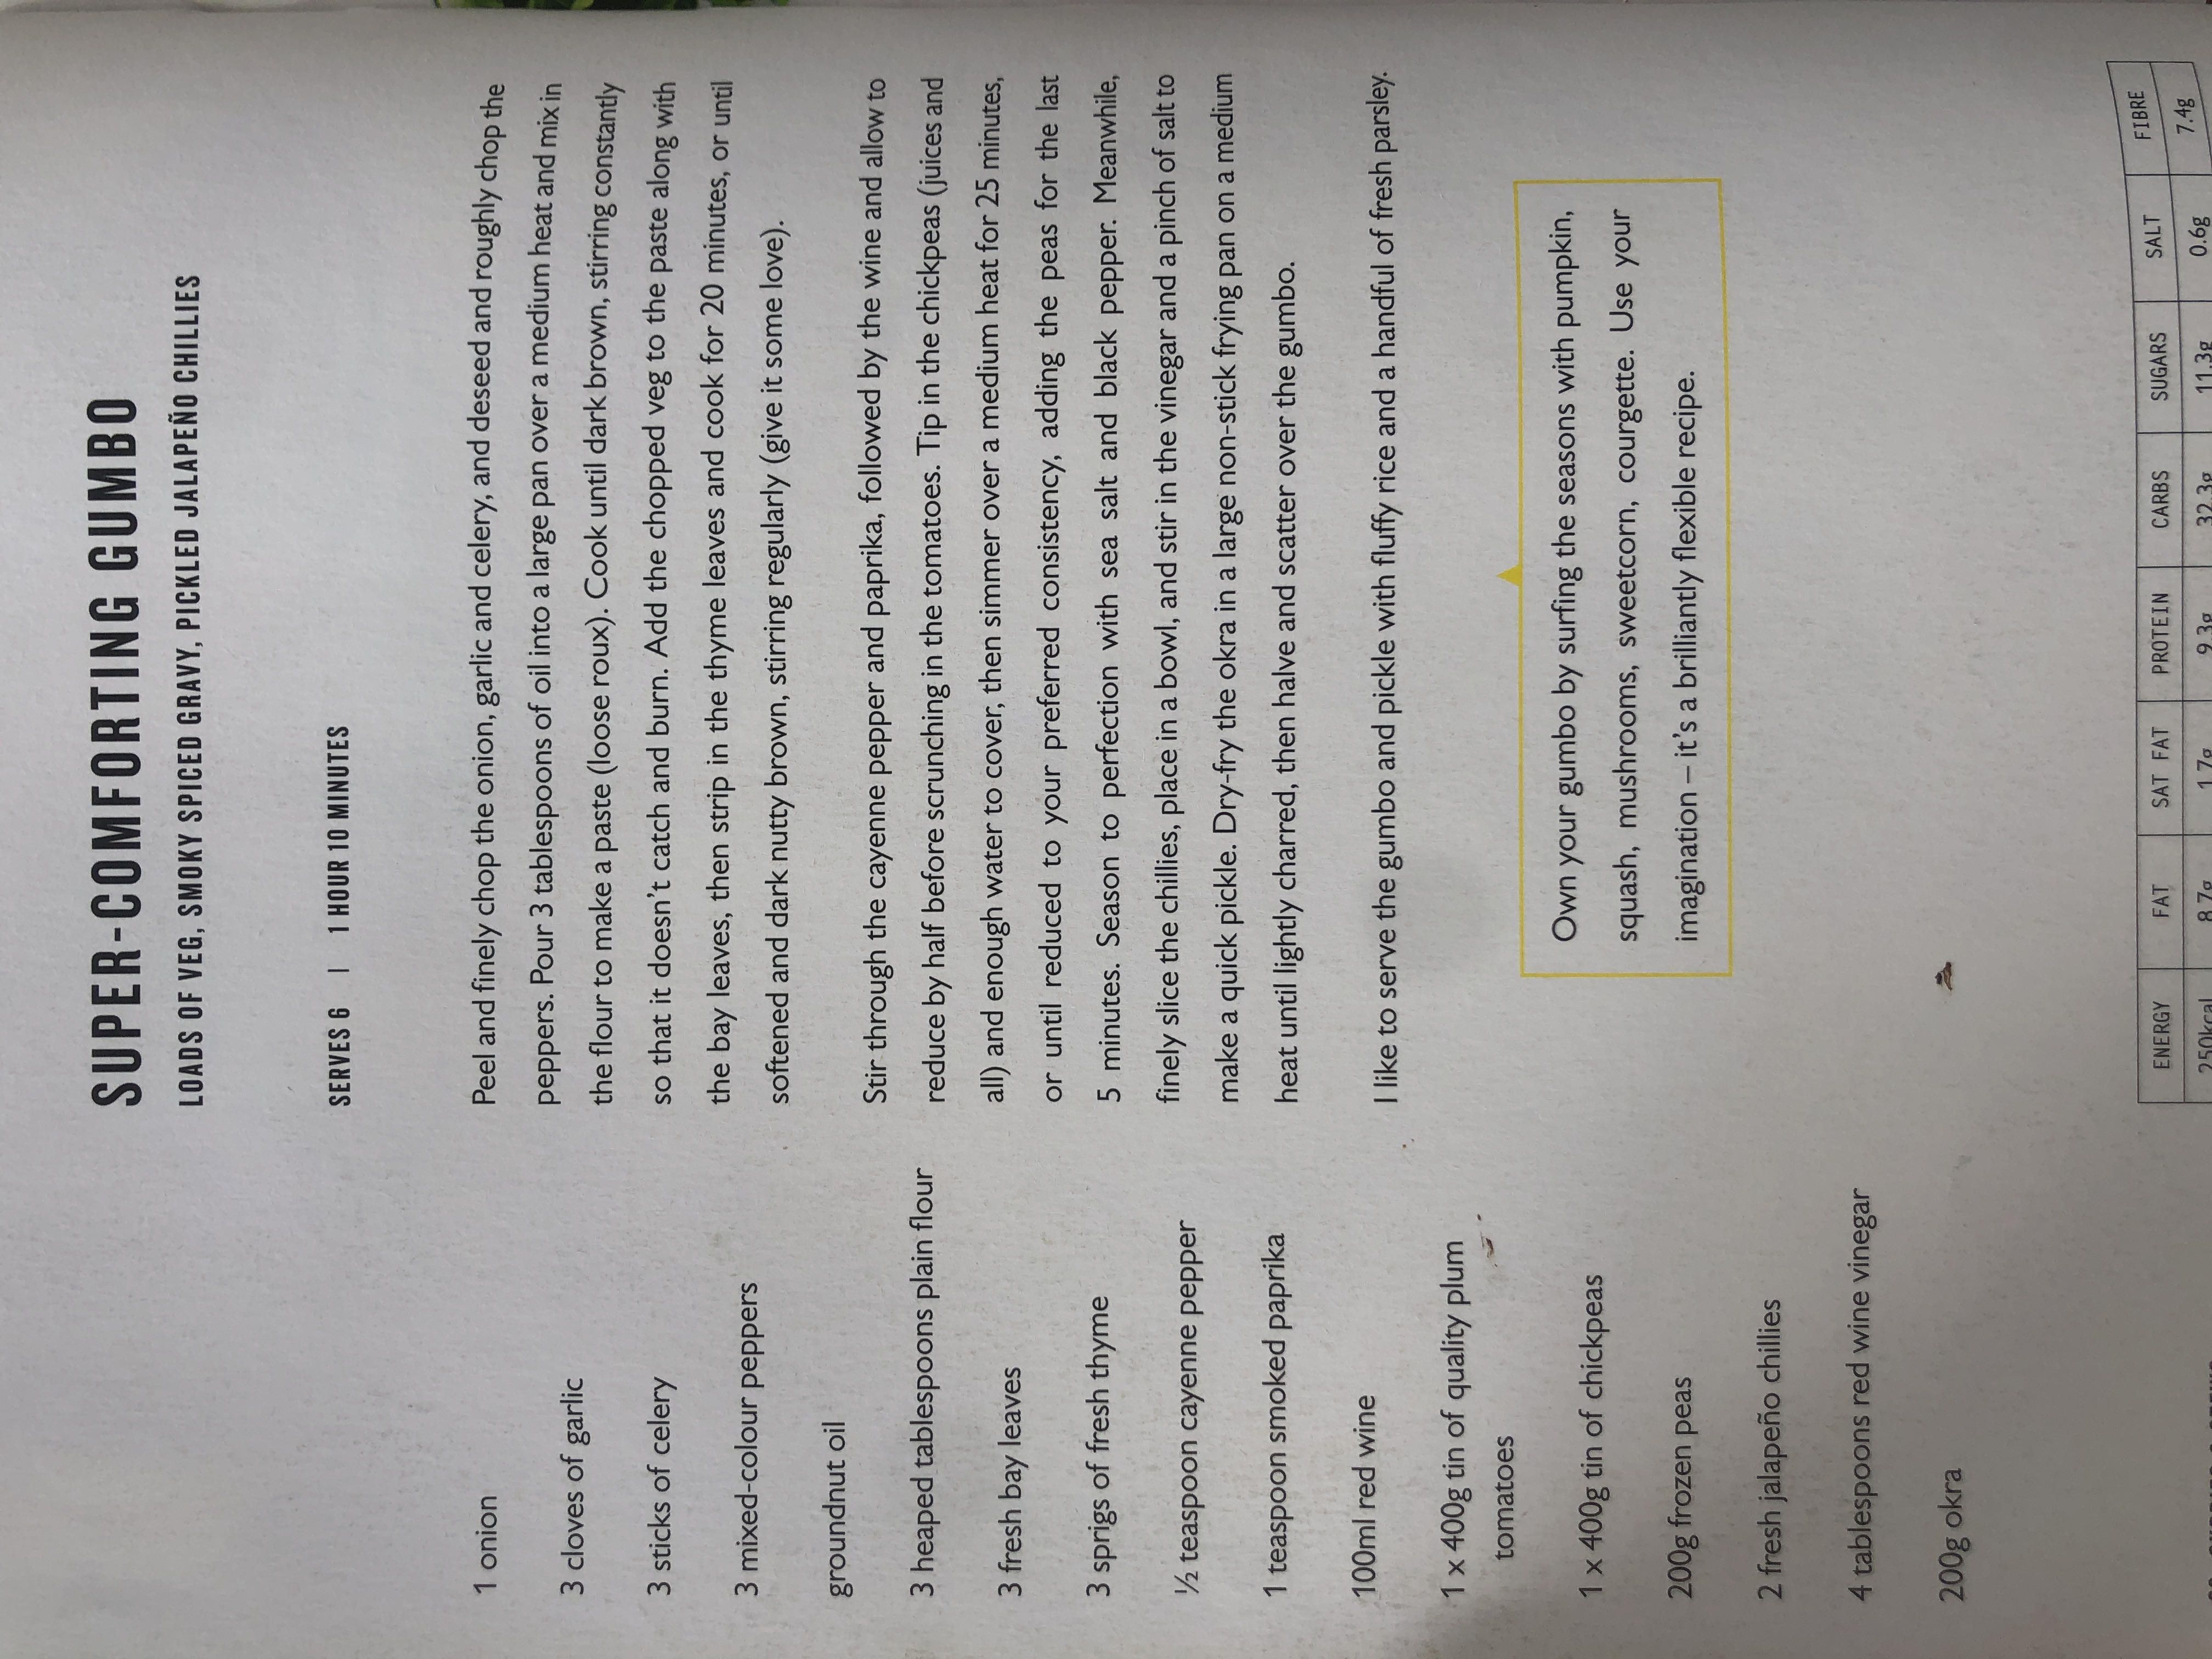 SUPER-COMFORTING GUMBO
LOADS OF VEG, SMOKY SPICED GRAVY, PICKLED JALAPEÑO CHILLIES
SERVES 6 | 1 HOUR 10 MINUTES
1 onion
3 cloves of garlic
3 sticks of celery
3 mixed-colour peppers
groundnut oil
3 heaped tablespoons plain flour
3 fresh bay leaves
3 sprigs of fresh thyme
½ teaspoon cayenne pepper
1 teaspoon smoked paprika
100ml red wine
1 x 400g tin of quality plum
tomatoes
1 x 400g tin of chickpeas
200g frozen peas
2 fresh jalapeño chillies
4 tablespoons red wine vinegar
200g okra
Peel and finely chop the onion, garlic and celery, and deseed and roughly chop the
peppers. Pour 3 tablespoons of oil into a large pan over a medium heat and mix in
the flour to make a paste (loose roux). Cook until dark brown, stirring constantly
so that it doesn't catch and burn. Add the chopped veg to the paste along with
the bay leaves, then strip in the thyme leaves and cook for 20 minutes, or until
softened and dark nutty brown, stirring regularly (give it some love).
Stir through the cayenne pepper and paprika, followed by the wine and allow to
reduce by half before scrunching in the tomatoes. Tip in the chickpeas (juices and
all) and enough water to cover, then simmer over a medium heat for 25 minutes,
or until reduced to your preferred consistency, adding the peas for the last
5 minutes. Season to perfection with sea salt and black pepper. Meanwhile,
finely slice the chillies, place in a bowl, and stir in the vinegar and a pinch of salt to
make a quick pickle. Dry-fry the okra in a large non-stick frying pan on a medium
heat until lightly charred, then halve and scatter over the gumbo.
I like to serve the gumbo and pickle with fluffy rice and a handful of fresh parsley.
Own your gumbo by surfing the seasons with pumpkin,
squash, mushrooms, sweetcorn, courgette. Use your
imagination – it's a brilliantly flexible recipe.
ENERGY FAT SAT FAT PROTEIN CARBS SUGARS SALT FIBRE
250kcal 8.7g 1.7g 9.3g 32.3g 11.3g 0.6g 7.4g